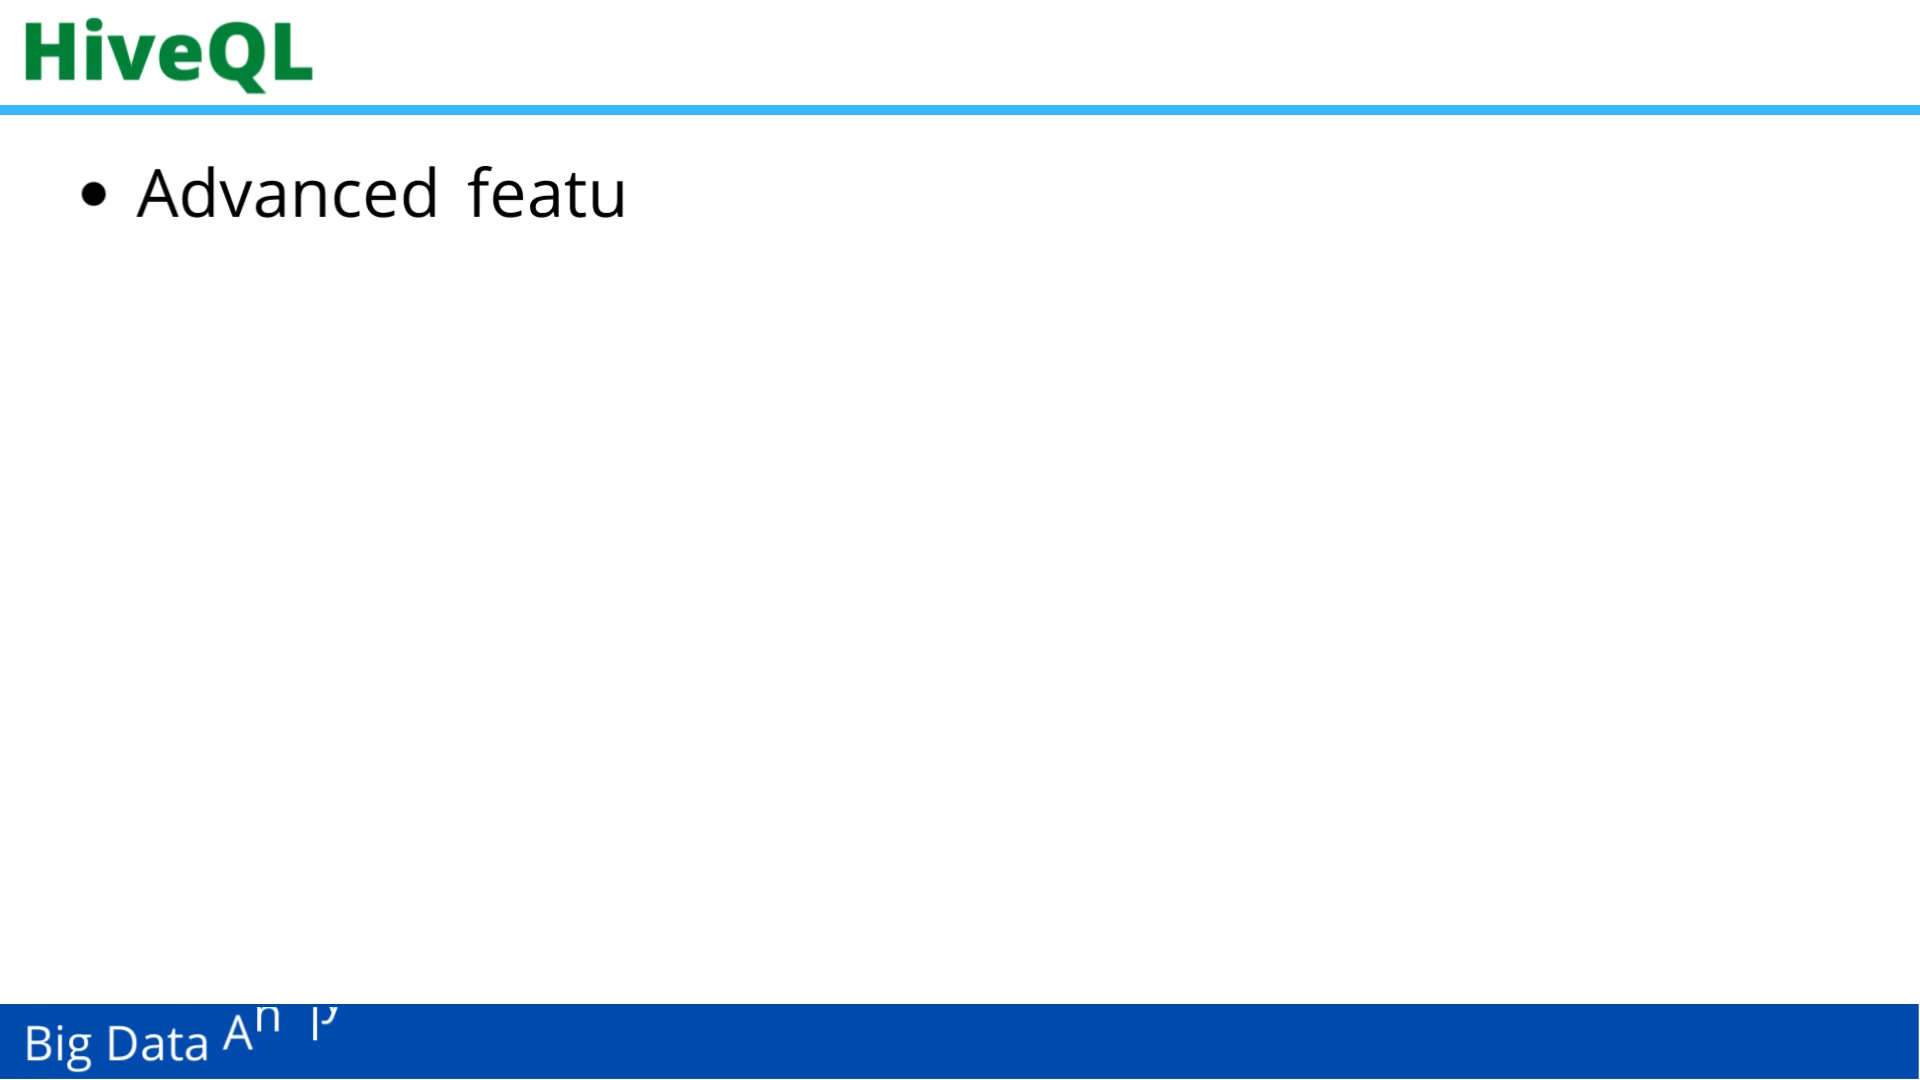 HiveQL
• Advanced featu
Big Data